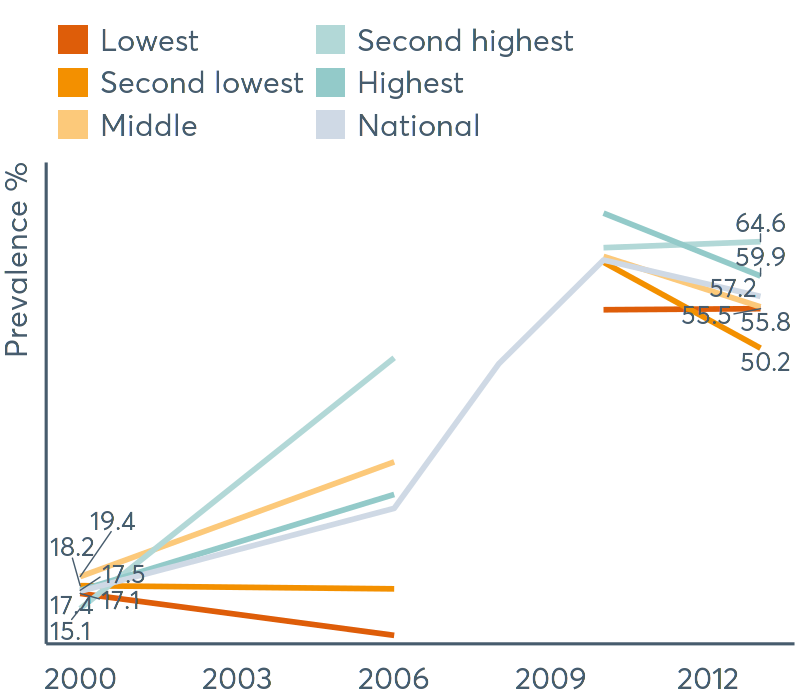 Lowest
Second lowest
Middle
Second highest
Highest
National
Prevalence %
64.6
59.9
57.2
55.5
55.8
50.2
19.4
18.2
17.5
17.4
17.1
15.1
2000 2003 2006 2009 2012